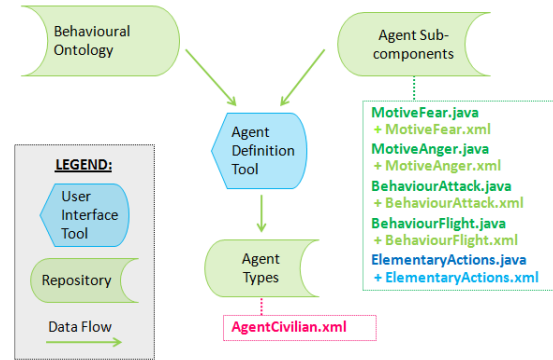 Behavioural
Ontology
Agent Sub-
components
Agent
Definition
Tool
MotiveFear.java
+ MotiveFear.xml
MotiveAnger.java
+ MotiveAnger.xml
BehaviourAttack.java
+ BehaviourAttack.xml
BehaviourFlight.java
+ BehaviourFlight.xml
ElementaryActions.java
+ ElementaryActions.xml
LEGEND:
User
Interface
Tool
Repository
Data Flow
Agent
Types
AgentCivilian.xml